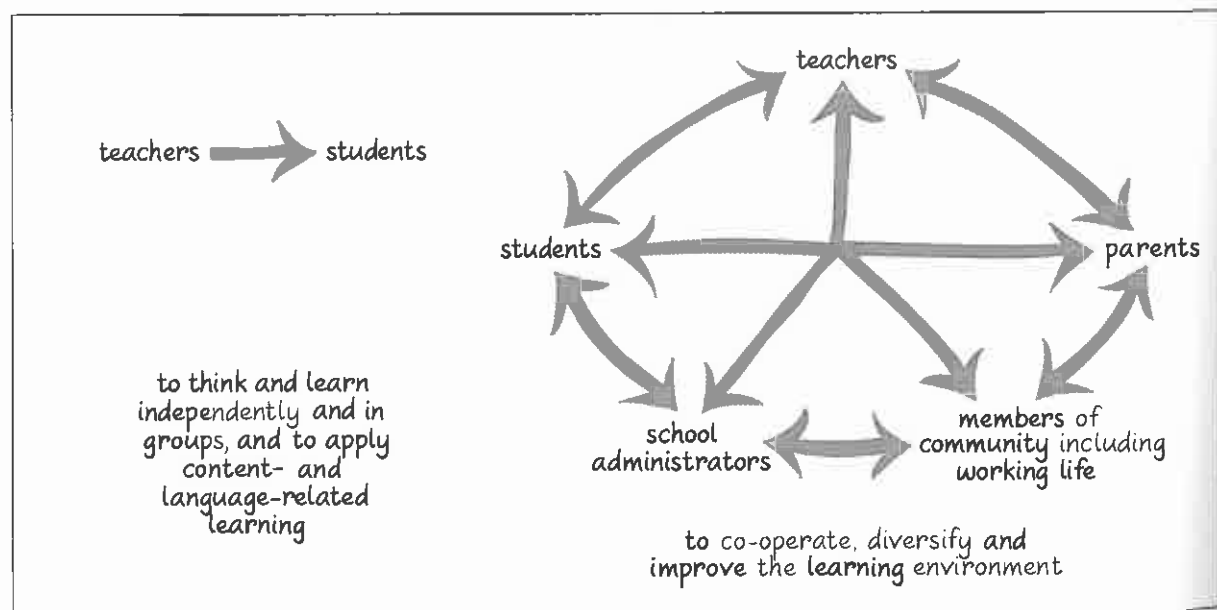 teachers
teachers
students
students
parents
to think and learn
independently and in
groups, and to apply
content- and
language-related
learning
school
administrators
members of
community including
working life
to co-operate, diversify and
improve the learning environment